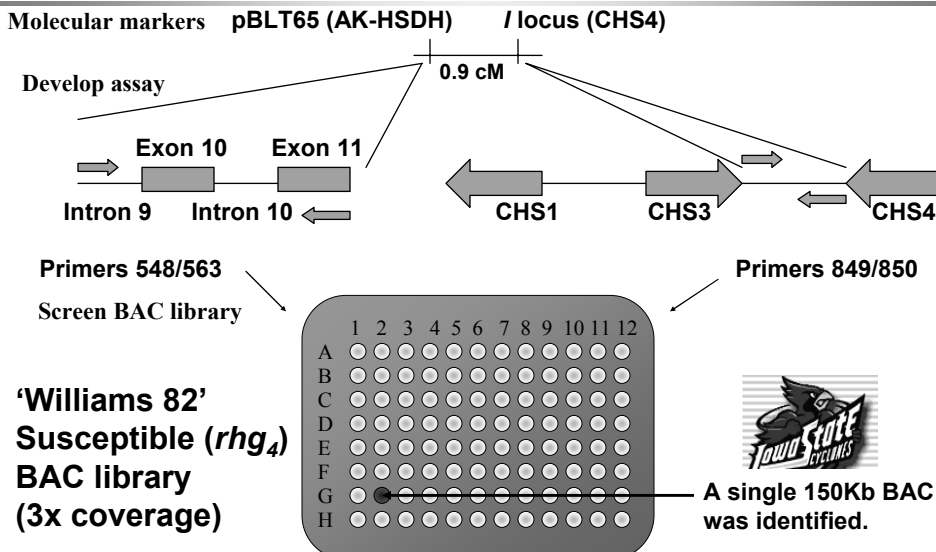 Molecular markers pBLT65 (AK-HSDH) I locus (CHS4)
0.9 cM
Develop assay
Exon 10 Exon 11
Intron 9 Intron 10 CHS1 CHS3 CHS4
Primers 548/563 Primers 849/850
Screen BAC library
1 2 3 4 5 6 7 8 9 10 11 12
A
B
C
D
E
F
G
H
'Williams 82'
Susceptible (rhg4)
BAC library
(3x coverage)
Iowa State
CYCLONES
A single 150Kb BAC
was identified.